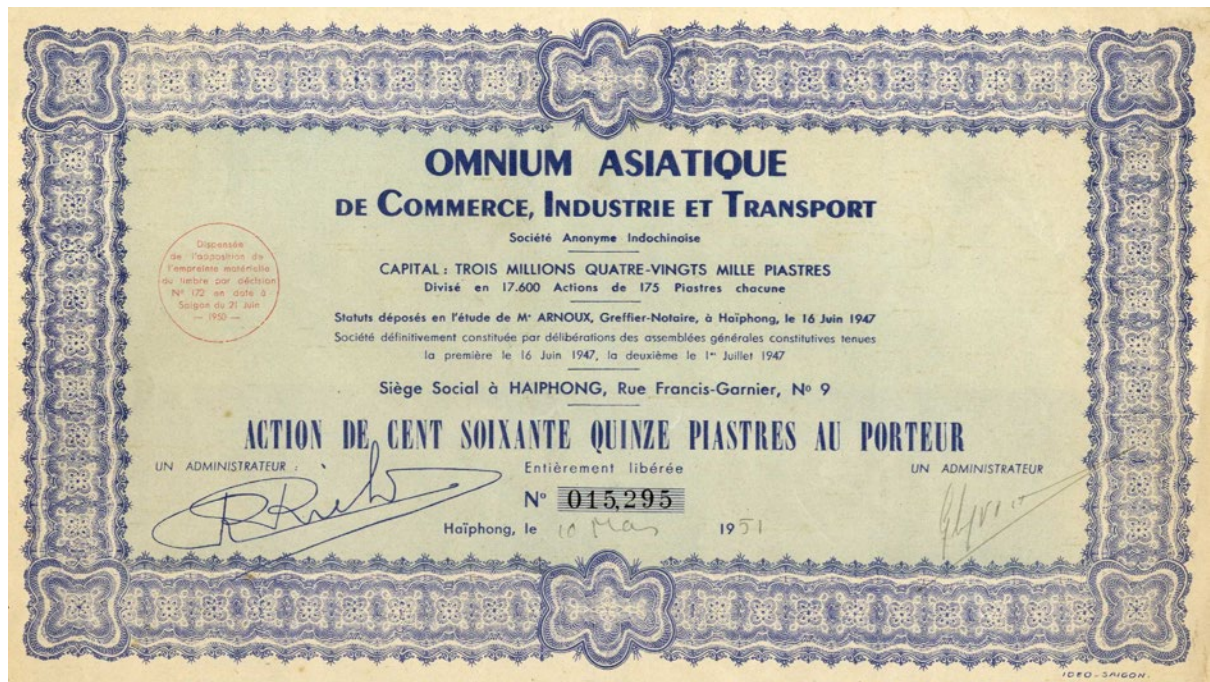 OMNIUM ASIATIQUE
DE COMMERCE, INDUSTRIE ET TRANSPORT
Société Anonyme Indochinoise
CAPITAL : TROIS MILLIONS QUATRE-VINGTS MILLE PIASTRES
Divisé en 17.600 Actions de 175 Piastres chacune
Dispensée
de l'apposition de
l'empreinte matérielle
du timbre par décision
Nº 172 en date à
Saïgon du 21 Juin
— 1950 —
Statuts déposés en l'étude de Mᵉ ARNOUX, Greffier-Notaire, à Haïphong, le 16 Juin 1947
Société définitivement constituée par délibérations des assemblées générales constitutives tenues
la première le 16 Juin 1947, la deuxième le 1ᵉʳ Juillet 1947
Siège Social à HAIPHONG, Rue Francis-Garnier, Nº 9
ACTION DE CENT SOIXANTE QUINZE PIASTRES AU PORTEUR
UN ADMINISTRATEUR :
Entièrement libérée
UN ADMINISTRATEUR
Nº 015,295
Haïphong, le 10 1951
IDEO-SAIGON.